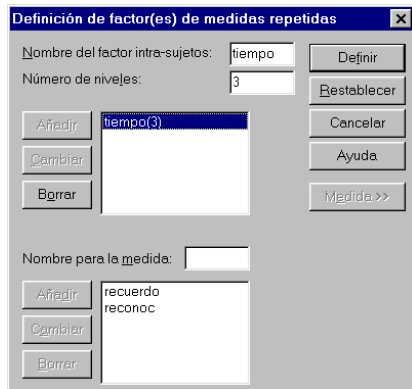 Definición de factor(es) de medidas repetidas
Nombre del factor intra-sujetos: tiempo
Número de niveles: 3
Definir
Restablecer
Cancelar
Ayuda
Medida >>
Añadir
Cambiar
Borrar
tiempo(3)
Nombre para la medida:
Añadir
Cambiar
Borrar
recuerdo
reconoc